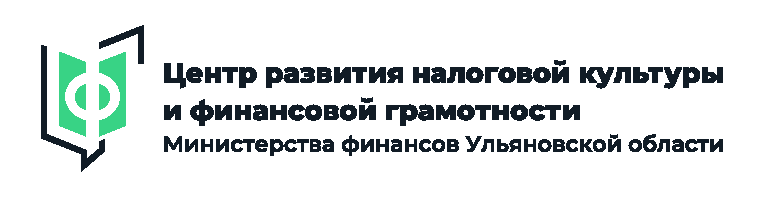 Центр развития налоговой культуры
и финансовой грамотности
Министерства финансов Ульяновской области